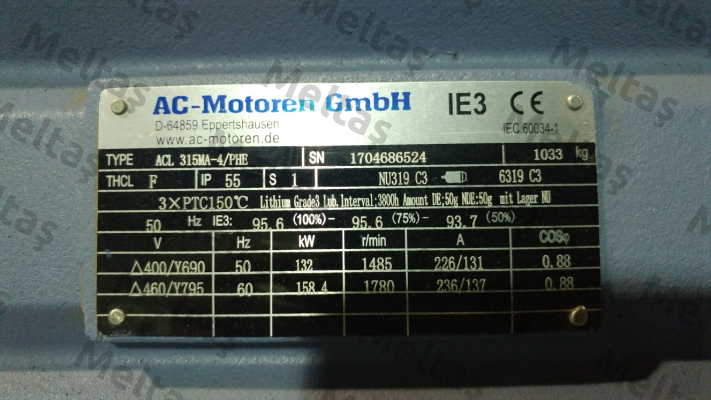 AC-Motoren GmbH IE3 CE
D-64859 Eppertshausen
www.ac-motoren.de IEC 60034-1
TYPE ACL 315MA-4/PHE SN 1704686524 1033 kg
THCL F IP 55 S 1 NU319 C3 6319 C3
3×PTC150℃ Lithium Grade3 Lub. Interval:3800h Amount DE:50g NDE:50g mit Lager NU
50 Hz IE3: 95.6 (100%)- 95.6 (75%)- 93.7 (50%)
V Hz kW r/min A COSφ
△400/Y690 50 132 1485 226/131 0.88
△460/Y795 60 158.4 1780 236/137 0.88
Meltaş